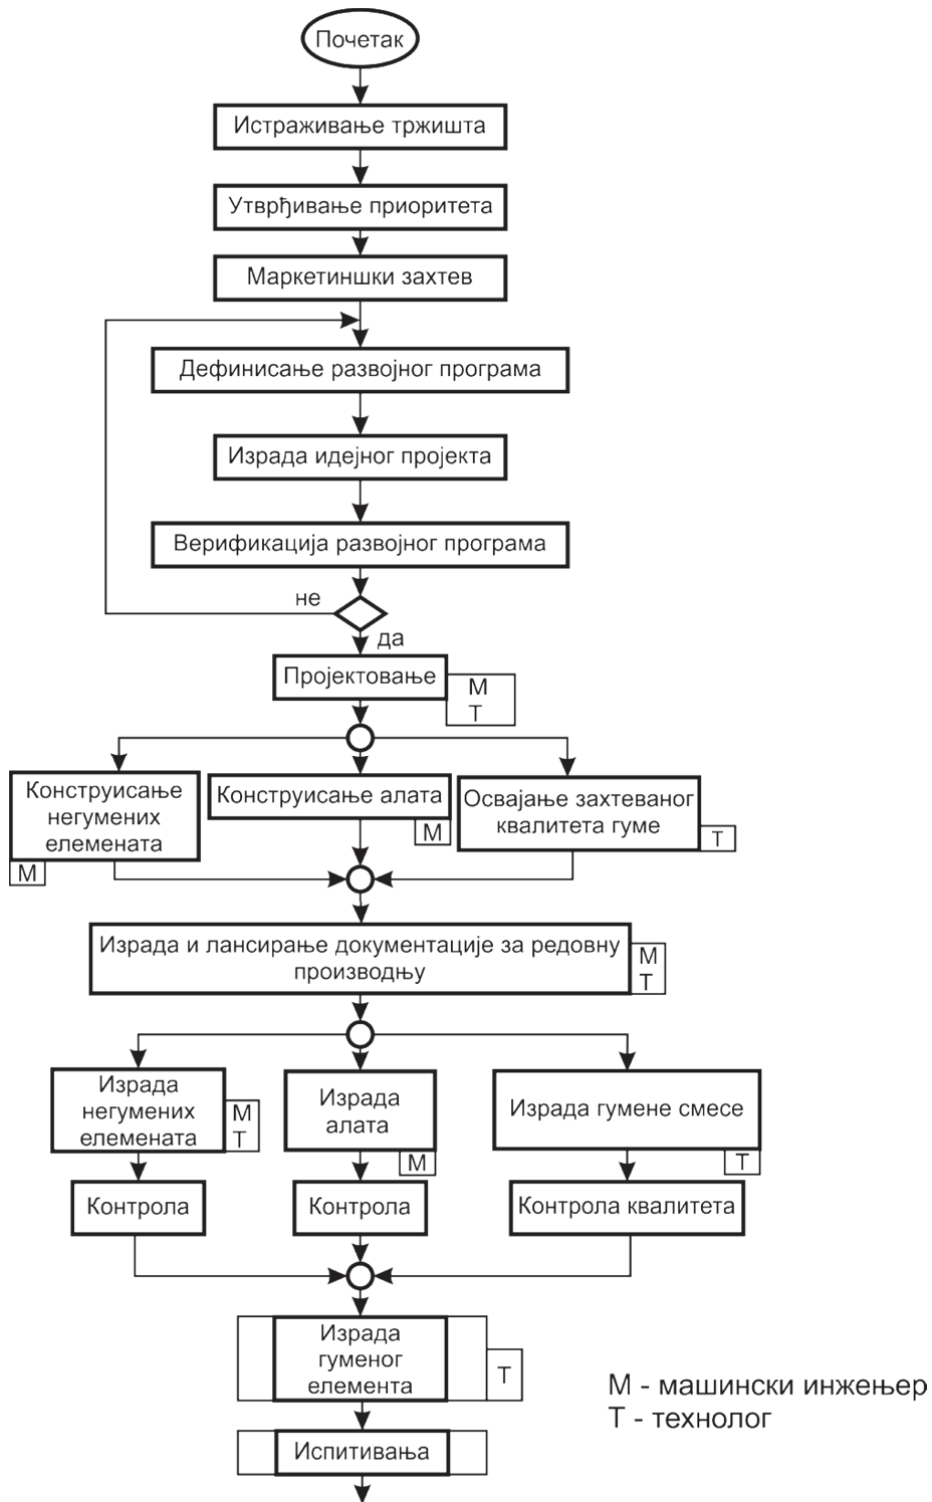 Почетак
Истраживање тржишта
Утврђивање приоритета
Маркетиншки захтев
Дефинисање развојног програма
Израда идејног пројекта
Верификација развојног програма
не
да
Пројектовање
М
Т
Конструисање
негумених
елемената
М
Конструисање алата
М
Освајање захтеваног
квалитета гуме
Т
Израда и лансирање документације за редовну
производњу
М
Т
Израда
негумених
елемената
М
Т
Израда
алата
М
Израда гумене смесе
Т
Контрола
Контрола
Контрола квалитета
Израда
гуменог
елемента
Т
Испитивања
М - машински инжењер
Т - технолог